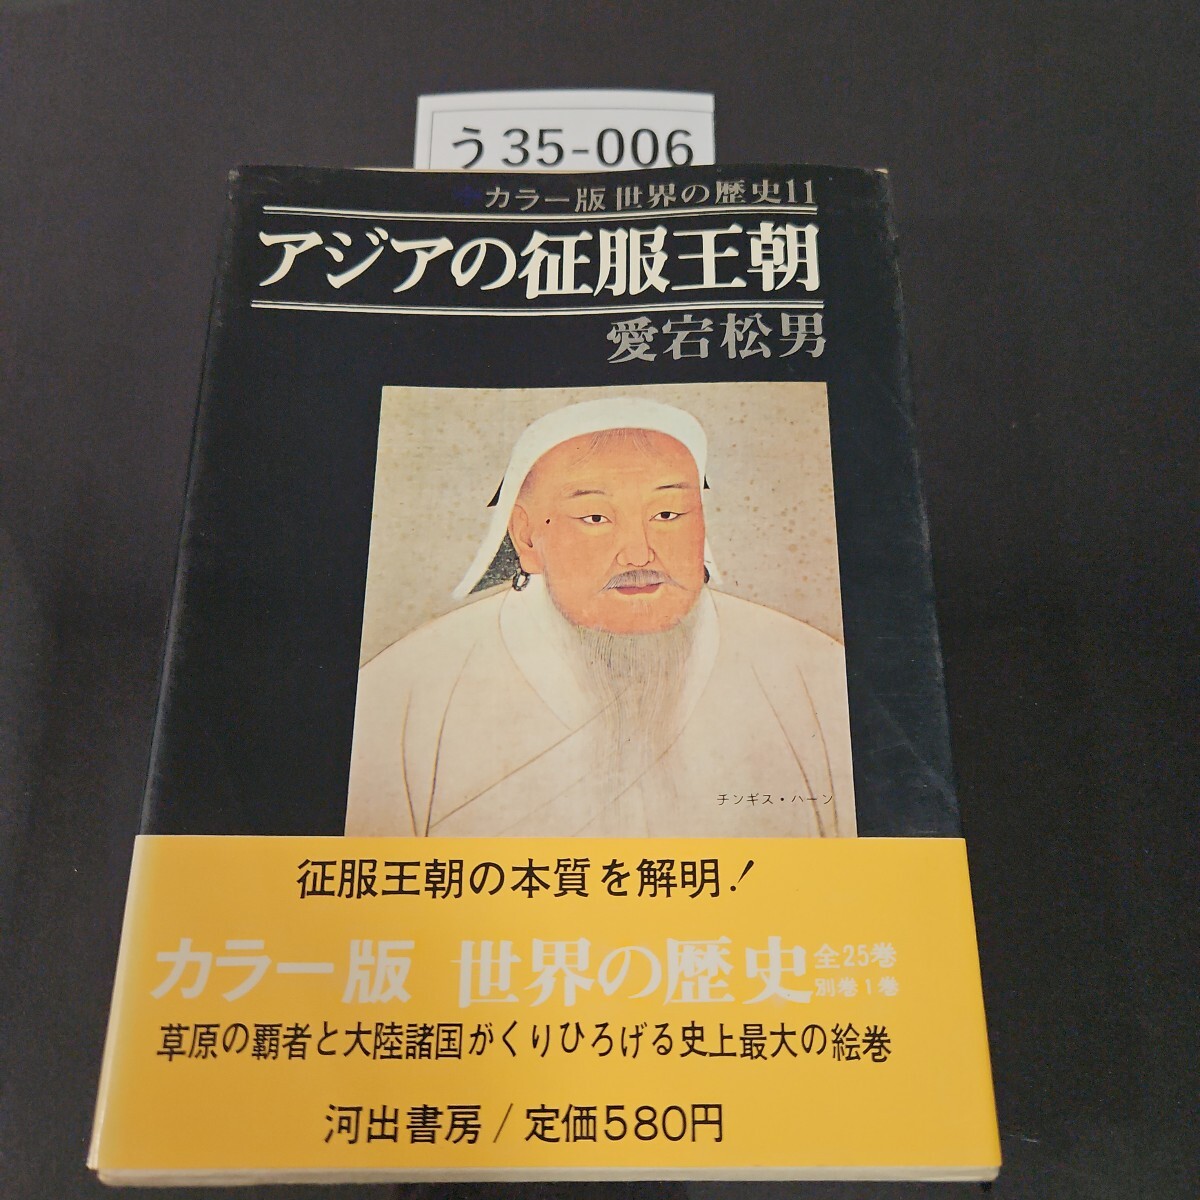 う35-006
カラー版 世界の歴史11
アジアの征服王朝
愛宕松男
チンギス・ハーン
征服王朝の本質を解明！
カラー版 世界の歴史 全25巻
別巻1巻
草原の覇者と大陸諸国がくりひろげる史上最大の絵巻
河出書房/定価580円